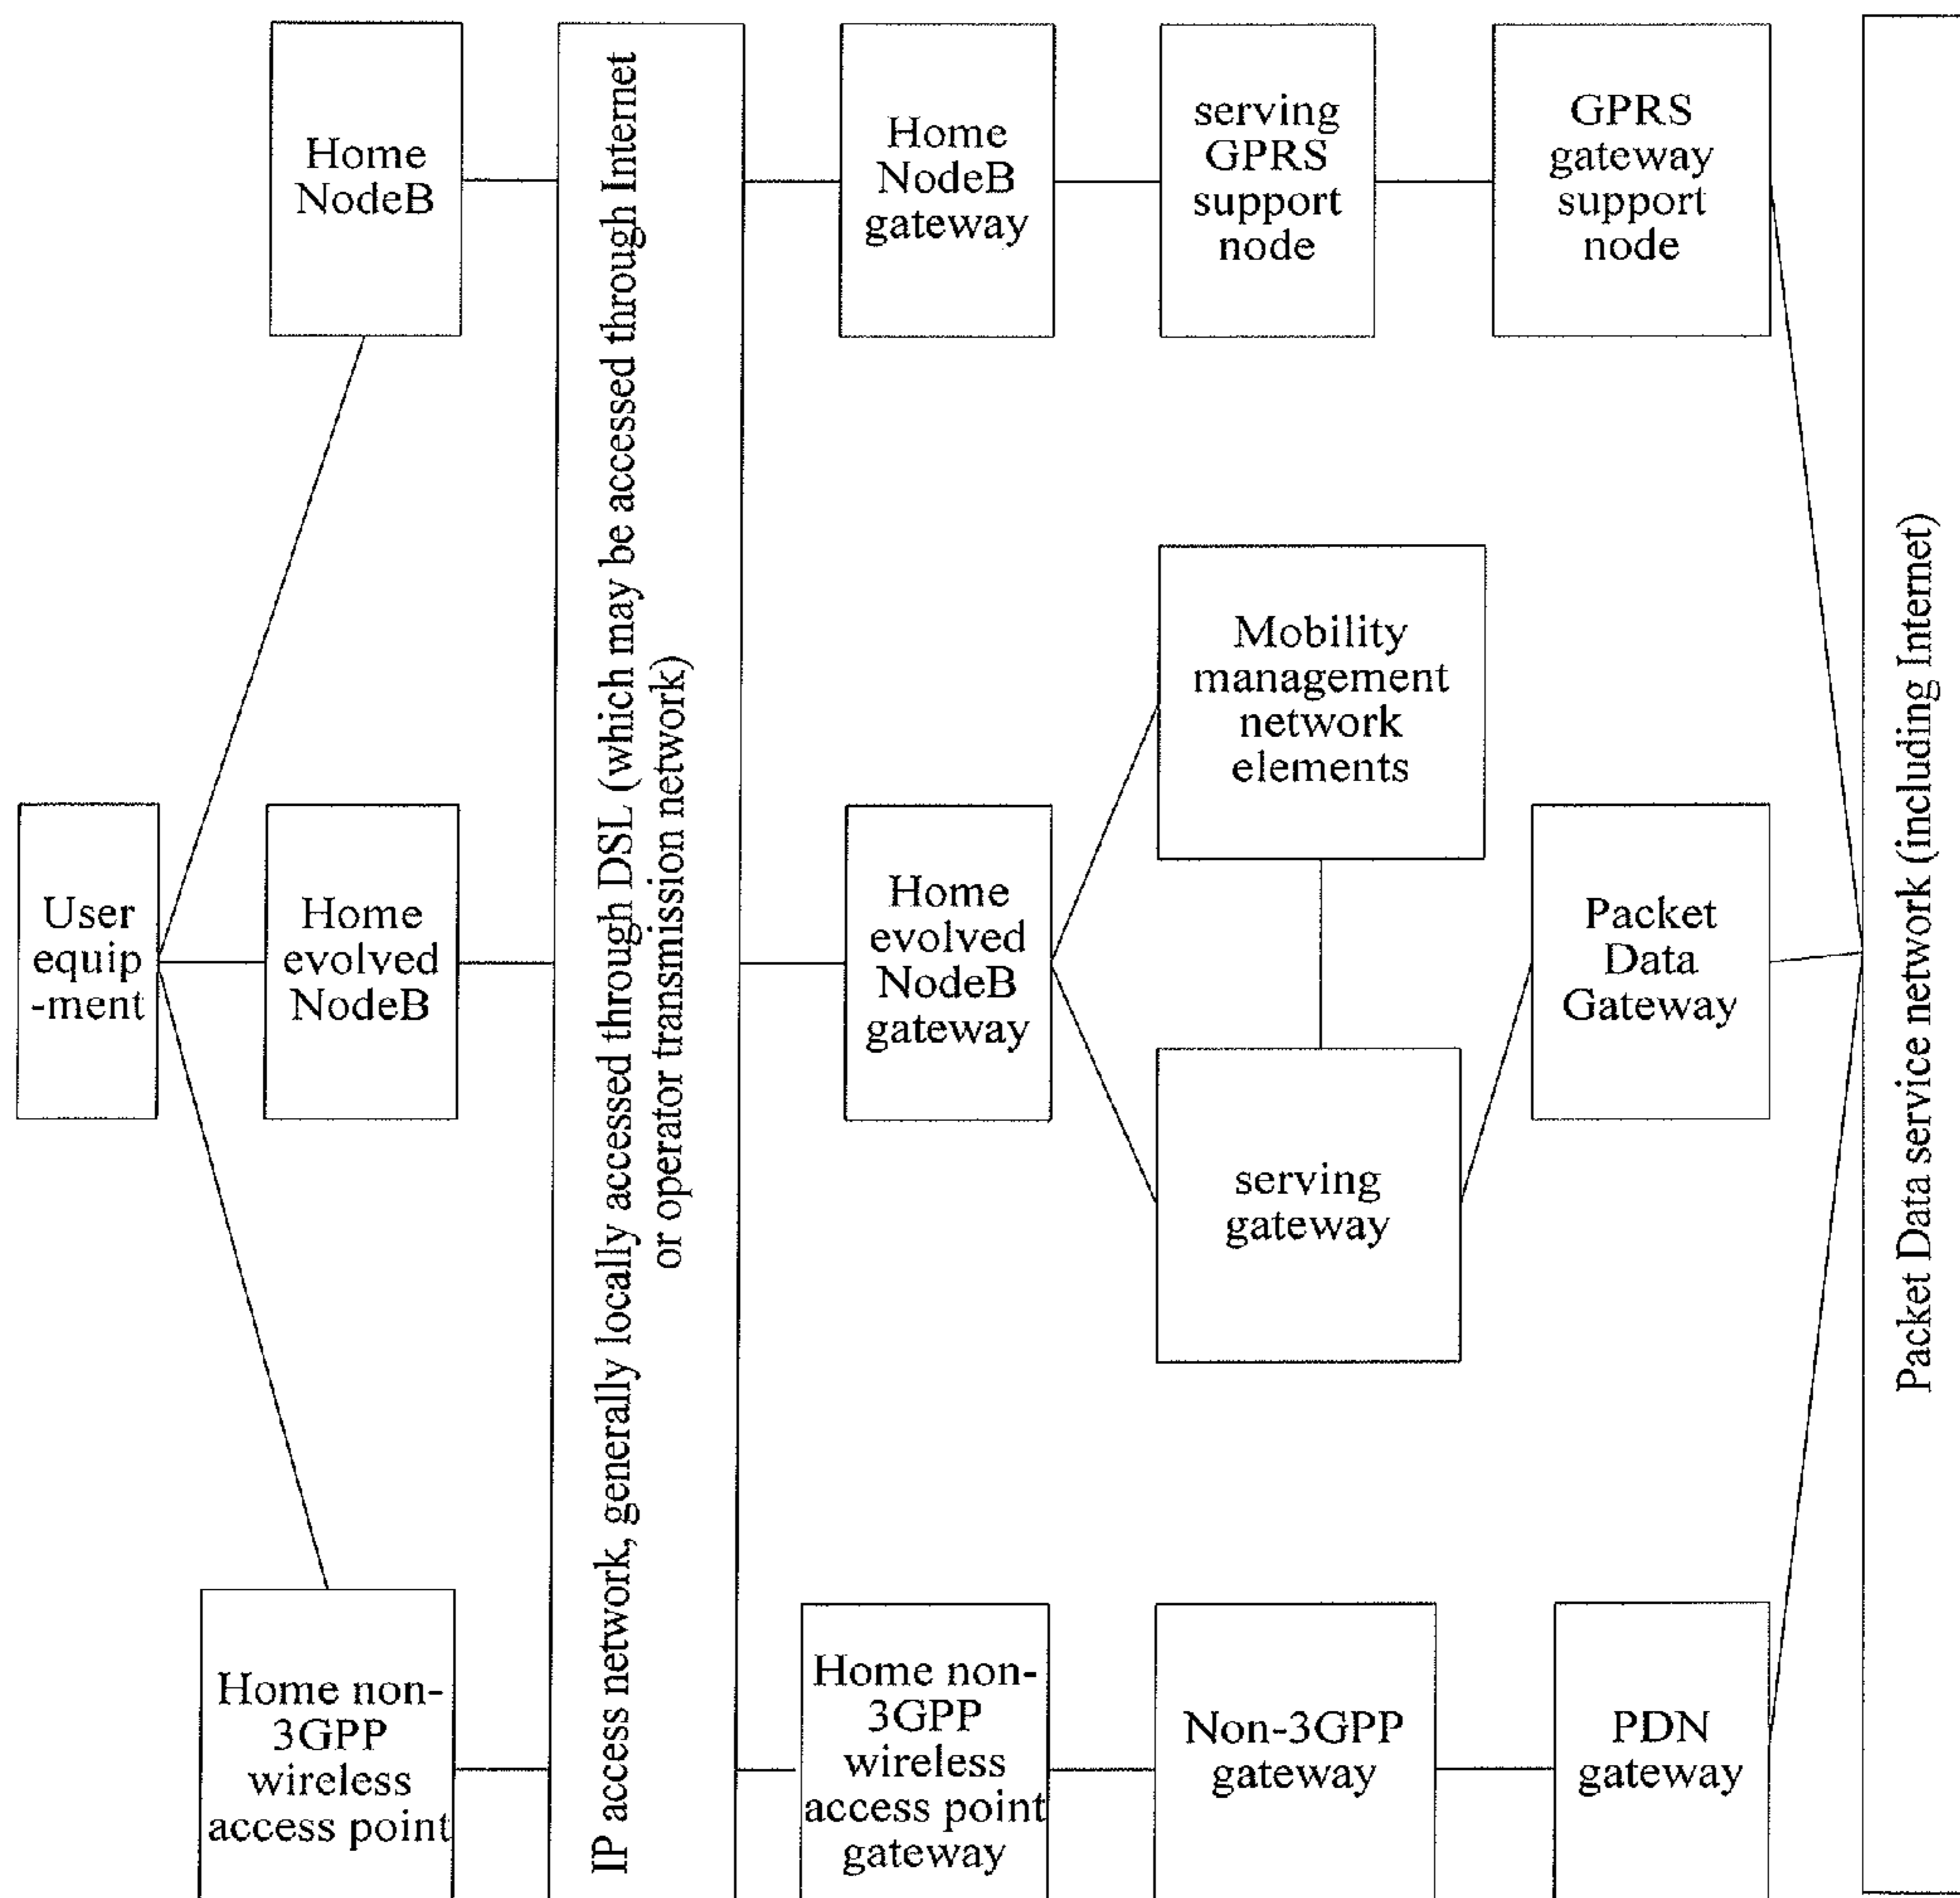 Home
NodeB
IP access network, generally locally accessed through DSL (which may be accessed through Internet
or operator transmission network)
Home
NodeB
gateway
serving
GPRS
support
node
GPRS
gateway
support
node
Packet Data service network (including Internet)
User
equip
-ment
Home
evolved
NodeB
Home
evolved
NodeB
gateway
Mobility
management
network
elements
serving
gateway
Packet
Data
Gateway
Home non-
3GPP
wireless
access point
Home non-
3GPP
wireless
access point
gateway
Non-3GPP
gateway
PDN
gateway